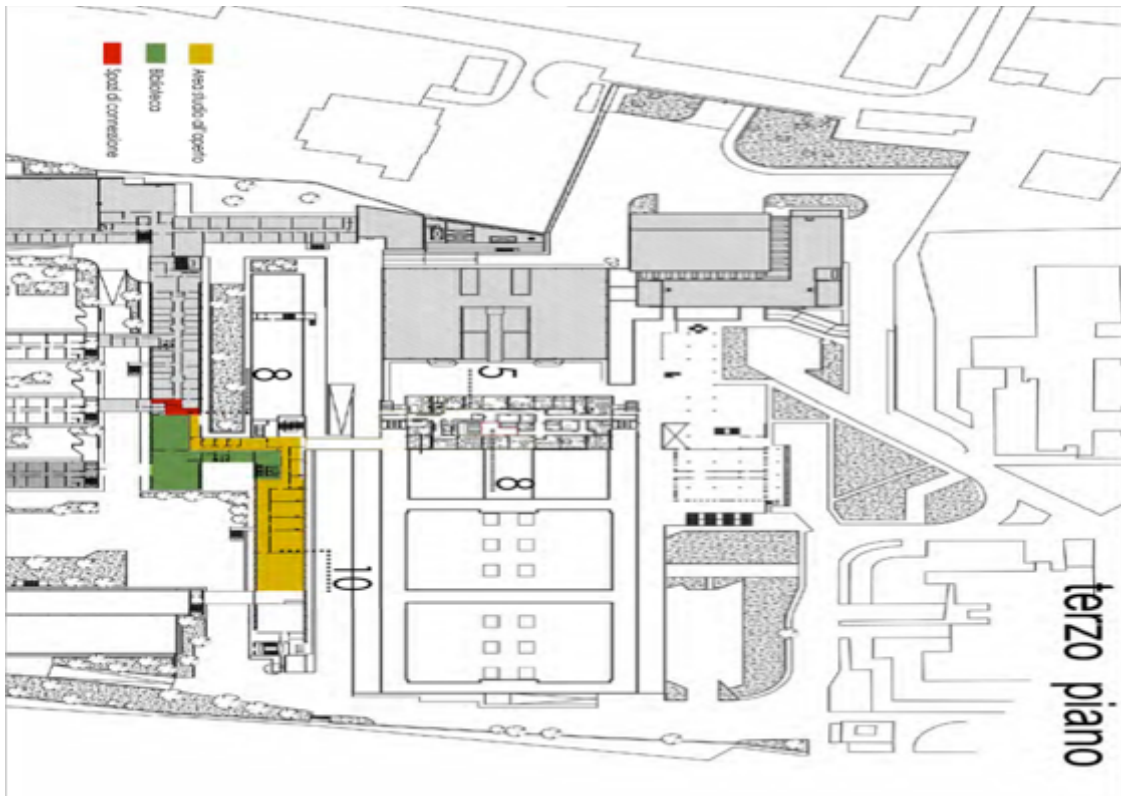 terzo piano
Area studio all'aperto
Biblioteca
Spazi di connessione
5
8
8
10